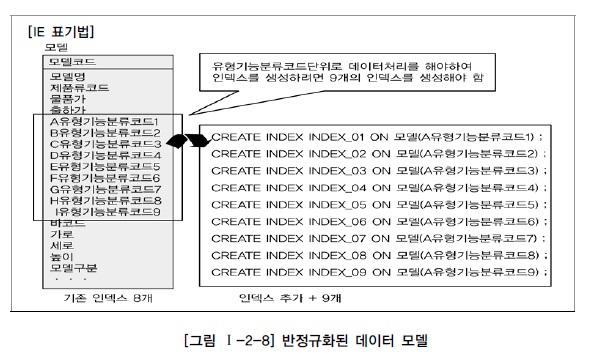 [IE 표기법]
모델
모델코드
모델명
제품류코드
물품가
출하가
A유형기능분류코드1
B유형기능분류코드2
C유형기능분류코드3
D유형기능분류코드4
E유형기능분류코드5
F유형기능분류코드6
G유형기능분류코드7
H유형기능분류코드8
I유형기능분류코드9
바코드
가로
세로
높이
모델구분
. . .
기존 인덱스 8개
유형기능분류코드단위로 데이터처리를 해야하여
인덱스를 생성하려면 9개의 인덱스를 생성해야 함
CREATE INDEX INDEX_01 ON 모델(A유형기능분류코드1) ;
CREATE INDEX INDEX_02 ON 모델(A유형기능분류코드2) ;
CREATE INDEX INDEX_03 ON 모델(A유형기능분류코드3) ;
CREATE INDEX INDEX_04 ON 모델(A유형기능분류코드4) ;
CREATE INDEX INDEX_05 ON 모델(A유형기능분류코드5) ;
CREATE INDEX INDEX_06 ON 모델(A유형기능분류코드6) ;
CREATE INDEX INDEX_07 ON 모델(A유형기능분류코드7) ;
CREATE INDEX INDEX_08 ON 모델(A유형기능분류코드8) ;
CREATE INDEX INDEX_09 ON 모델(A유형기능분류코드9) ;
인덱스 추가 + 9개
[그림 Ⅰ-2-8] 반정규화된 데이터 모델